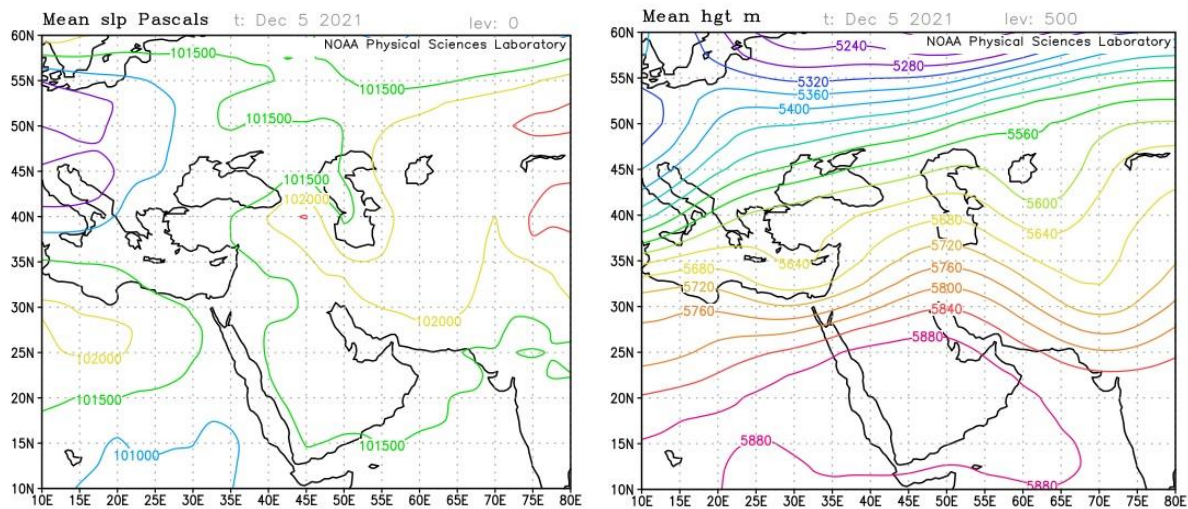 Mean slp Pascals t: Dec 5 2021 lev: 0
NOAA Physical Sciences Laboratory
60N
55N
50N
45N
40N
35N
30N
25N
20N
15N
10N
101500
101500
101500
101500
102000
102000
102000
101500
101500
101000
10E 15E 20E 25E 30E 35E 40E 45E 50E 55E 60E 65E 70E 75E 80E
Mean hgt m t: Dec 5 2021 lev: 500
NOAA Physical Sciences Laboratory
60N
55N
50N
45N
40N
35N
30N
25N
20N
15N
10N
5240
5280
5320
5360
5400
5560
5600
5680
5640
5720
5640
5680
5760
5720
5800
5760
5840
5880
5880
5880
10E 15E 20E 25E 30E 35E 40E 45E 50E 55E 60E 65E 70E 75E 80E